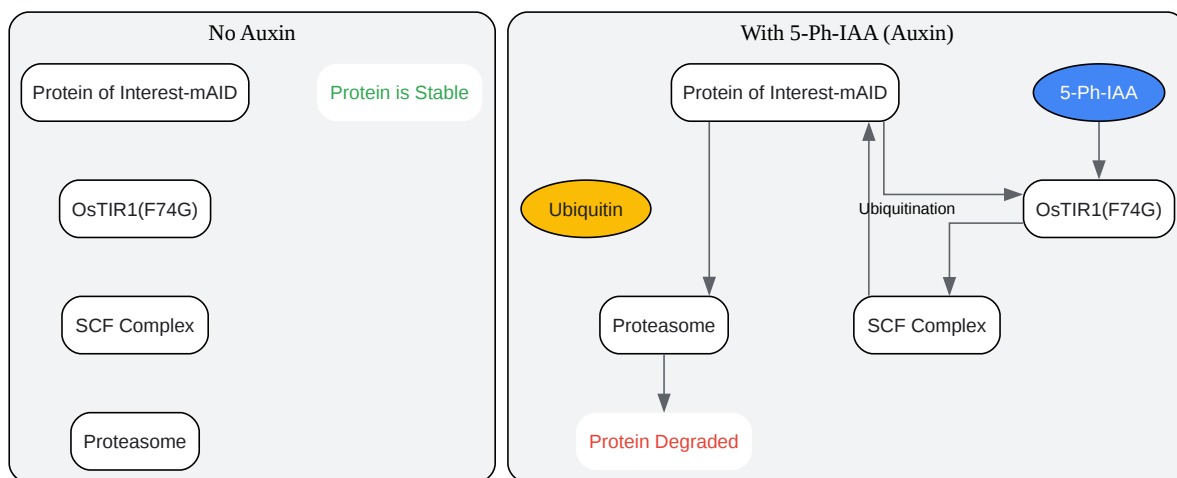 No Auxin
Protein of Interest-mAID
Protein is Stable
OsTIR1(F74G)
SCF Complex
Proteasome
With 5-Ph-IAA (Auxin)
Protein of Interest-mAID
5-Ph-IAA
Ubiquitin
Ubiquitination
OsTIR1(F74G)
Proteasome
SCF Complex
Protein Degraded